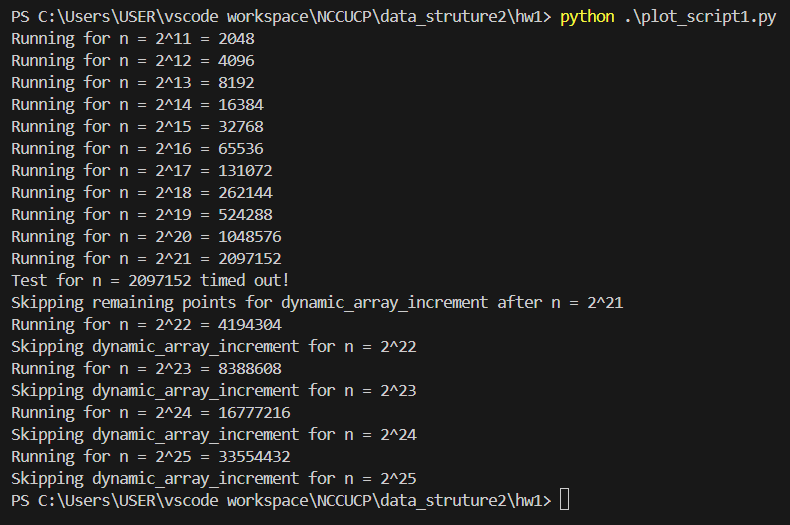 PS C:\Users\USER\vscode workspace\NCCUCP\data_struture2\hw1> python .\plot_script1.py
Running for n = 2^11 = 2048
Running for n = 2^12 = 4096
Running for n = 2^13 = 8192
Running for n = 2^14 = 16384
Running for n = 2^15 = 32768
Running for n = 2^16 = 65536
Running for n = 2^17 = 131072
Running for n = 2^18 = 262144
Running for n = 2^19 = 524288
Running for n = 2^20 = 1048576
Running for n = 2^21 = 2097152
Test for n = 2097152 timed out!
Skipping remaining points for dynamic_array_increment after n = 2^21
Running for n = 2^22 = 4194304
Skipping dynamic_array_increment for n = 2^22
Running for n = 2^23 = 8388608
Skipping dynamic_array_increment for n = 2^23
Running for n = 2^24 = 16777216
Skipping dynamic_array_increment for n = 2^24
Running for n = 2^25 = 33554432
Skipping dynamic_array_increment for n = 2^25
PS C:\Users\USER\vscode workspace\NCCUCP\data_struture2\hw1>